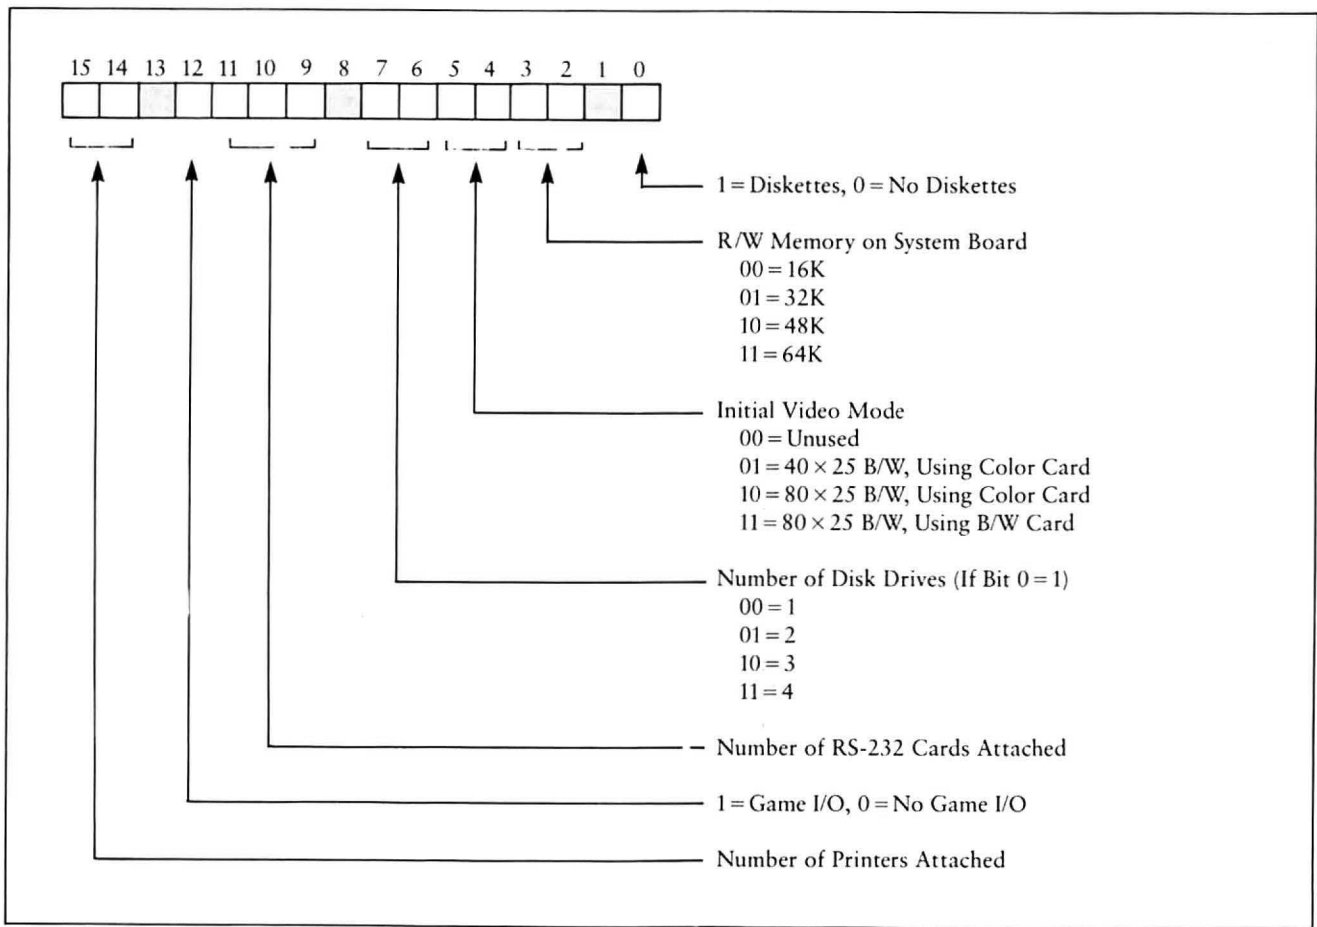 15 14 13 12 11 10 9 8 7 6 5 4 3 2 1 0
1 = Diskettes, 0 = No Diskettes
R/W Memory on System Board
00 = 16K
01 = 32K
10 = 48K
11 = 64K
Initial Video Mode
00 = Unused
01 = 40 × 25 B/W, Using Color Card
10 = 80 × 25 B/W, Using Color Card
11 = 80 × 25 B/W, Using B/W Card
Number of Disk Drives (If Bit 0 = 1)
00 = 1
01 = 2
10 = 3
11 = 4
Number of RS-232 Cards Attached
1 = Game I/O, 0 = No Game I/O
Number of Printers Attached